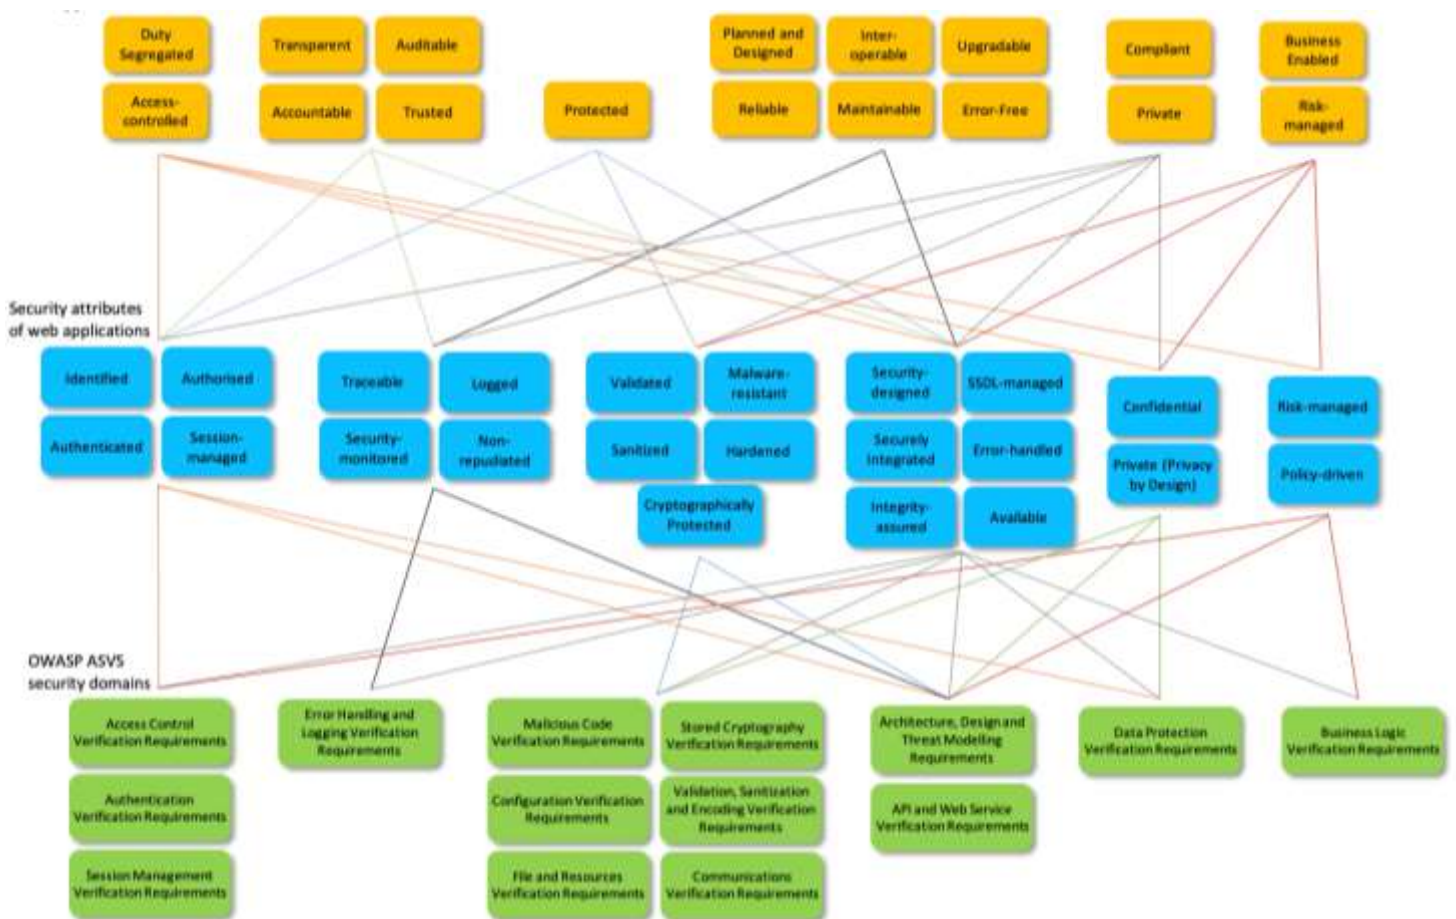 Duty
Segregated
Transparent
Auditable
Planned and
Designed
Inter-
operable
Upgradable
Compliant
Business
Enabled
Access-
controlled
Accountable
Trusted
Protected
Reliable
Maintainable
Error-Free
Private
Risk-
managed
Security attributes
of web applications
Identified
Authorised
Authenticated
Session-
managed
Traceable
Logged
Security-
monitored
Non-
repudiated
Validated
Malware-
resistant
Sanitized
Hardened
Cryptographically
Protected
Security-
designed
SSDL-managed
Securely
Integrated
Error-handled
Integrity-
assured
Available
Confidential
Private (Privacy
by Design)
Risk-managed
Policy-driven
OWASP ASVS
security domains
Access Control
Verification Requirements
Authentication
Verification Requirements
Session Management
Verification Requirements
Error Handling and
Logging Verification
Requirements
Malicious Code
Verification Requirements
Stored Cryptography
Verification Requirements
Configuration Verification
Requirements
Validation, Sanitization
and Encoding Verification
Requirements
File and Resources
Verification Requirements
Communications
Verification Requirements
Architecture, Design and
Threat Modelling
Requirements
API and Web Service
Verification Requirements
Data Protection
Verification Requirements
Business Logic
Verification Requirements